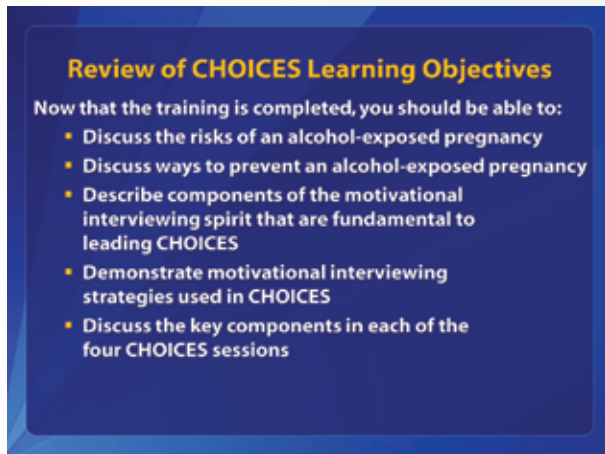 Review of CHOICES Learning Objectives
Now that the training is completed, you should be able to:
▪ Discuss the risks of an alcohol-exposed pregnancy
▪ Discuss ways to prevent an alcohol-exposed pregnancy
▪ Describe components of the motivational
interviewing spirit that are fundamental to
leading CHOICES
▪ Demonstrate motivational interviewing
strategies used in CHOICES
▪ Discuss the key components in each of the
four CHOICES sessions